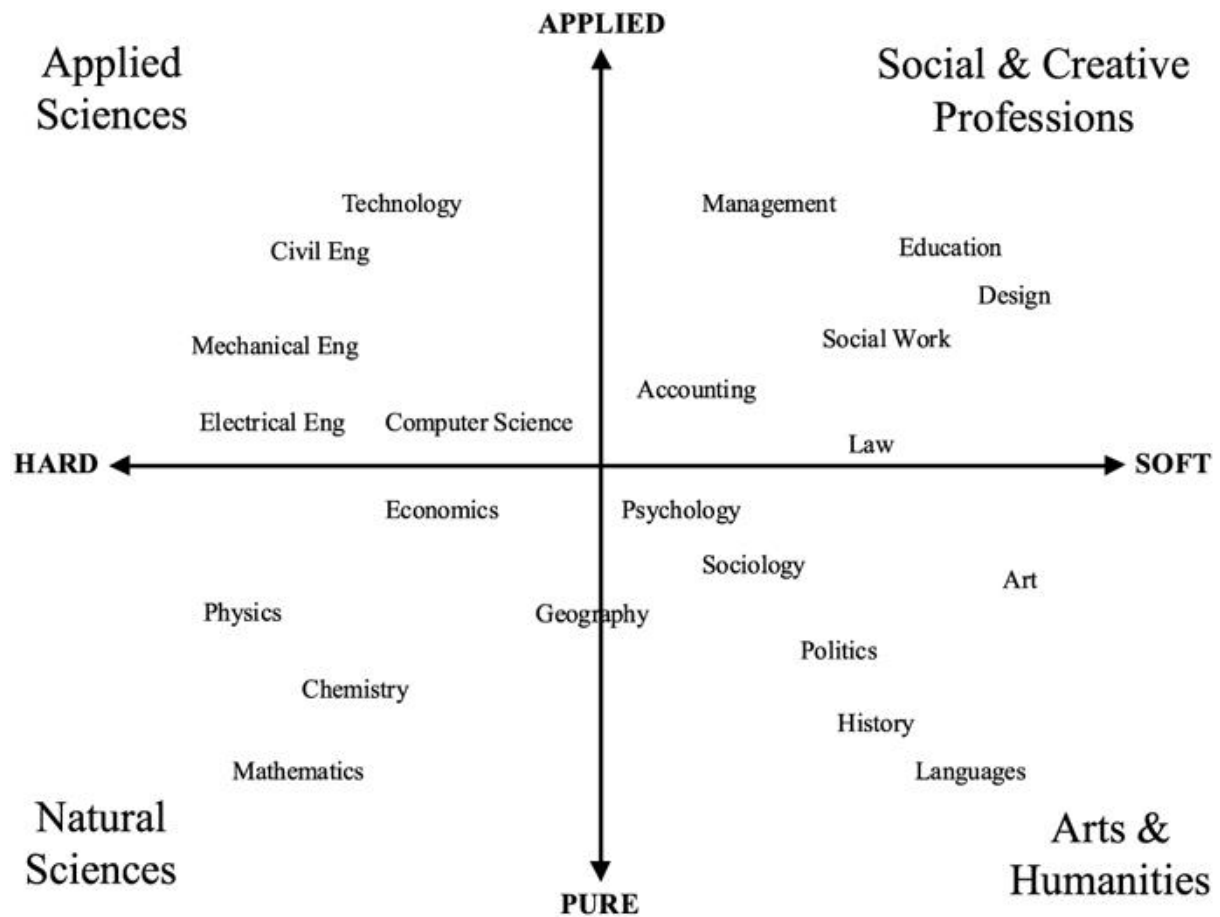 APPLIED
Applied
Sciences
Social & Creative
Professions
Technology
Management
Civil Eng
Education
Design
Mechanical Eng
Social Work
Accounting
Electrical Eng
Computer Science
Law
HARD
SOFT
Economics
Psychology
Sociology
Art
Physics
Geography
Politics
Chemistry
History
Mathematics
Languages
Natural
Sciences
Arts &
Humanities
PURE